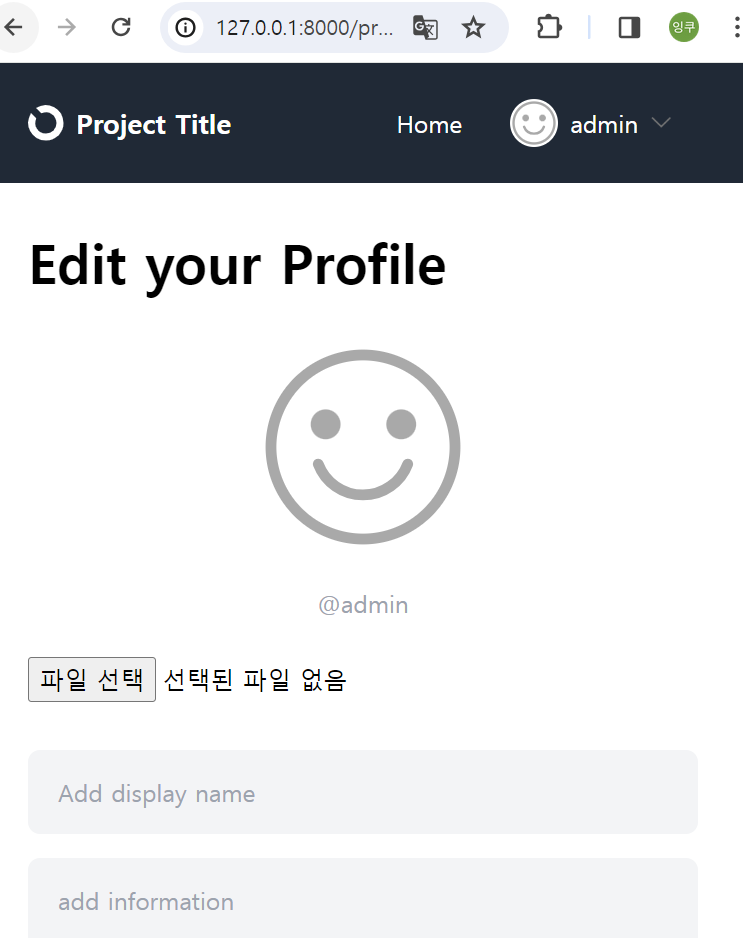 127.0.0.1:8000/pr...
잉쿠
Project Title
Home
admin
Edit your Profile
@admin
파일 선택 선택된 파일 없음
Add display name
add information